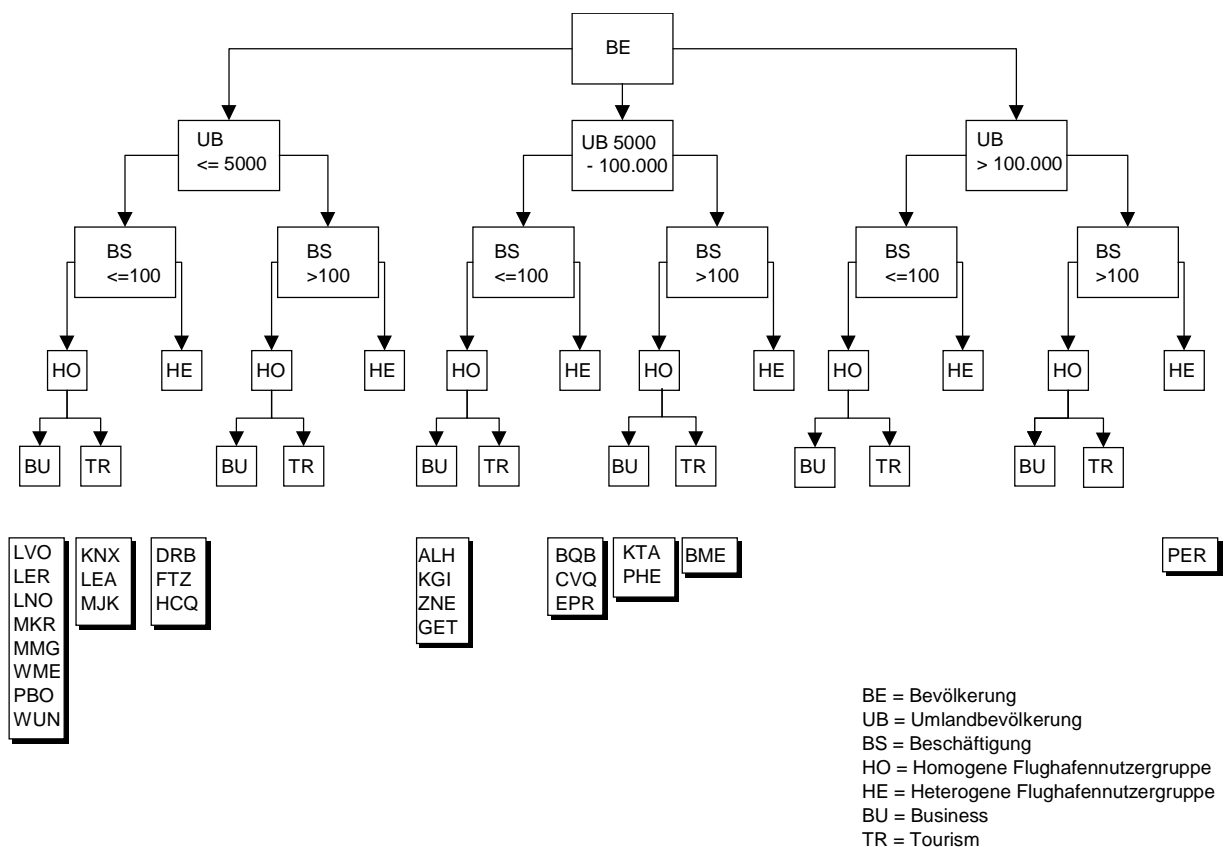 BE
UB
<= 5000
UB 5000
- 100.000
UB
> 100.000
BS
<=100
BS
>100
BS
<=100
BS
>100
BS
<=100
BS
>100
HO
HE
HO
HE
HO
HE
HO
HE
HO
HE
HO
HE
BU
TR
BU
TR
BU
TR
BU
TR
BU
TR
BU
TR
LVO
LER
LNO
MKR
MMG
WME
PBO
WUN
KNX
LEA
MJK
DRB
FTZ
HCQ
ALH
KGI
ZNE
GET
BQB
CVQ
EPR
KTA
PHE
BME
PER
BE = Bevölkerung
UB = Umlandbevölkerung
BS = Beschäftigung
HO = Homogene Flughafennutzergruppe
HE = Heterogene Flughafennutzergruppe
BU = Business
TR = Tourism